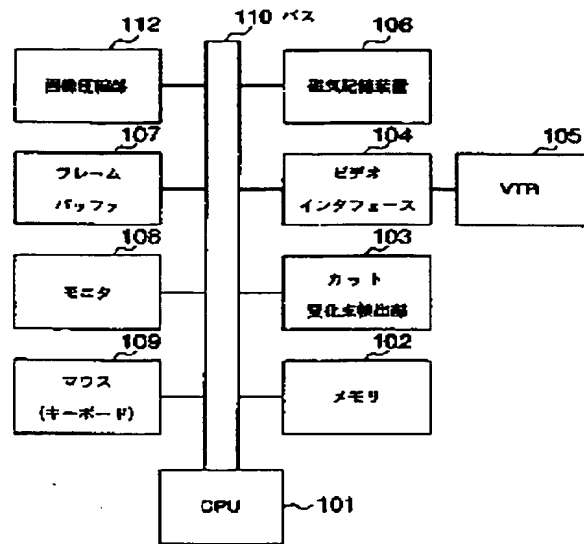 110 バス
112
画像圧縮部
106
磁気記憶装置
107
フレーム
バッファ
104
ビデオ
インタフェース
105
VTR
108
モニタ
103
カット
変化点検出部
109
マウス
(キーボード)
102
メモリ
CPU
101